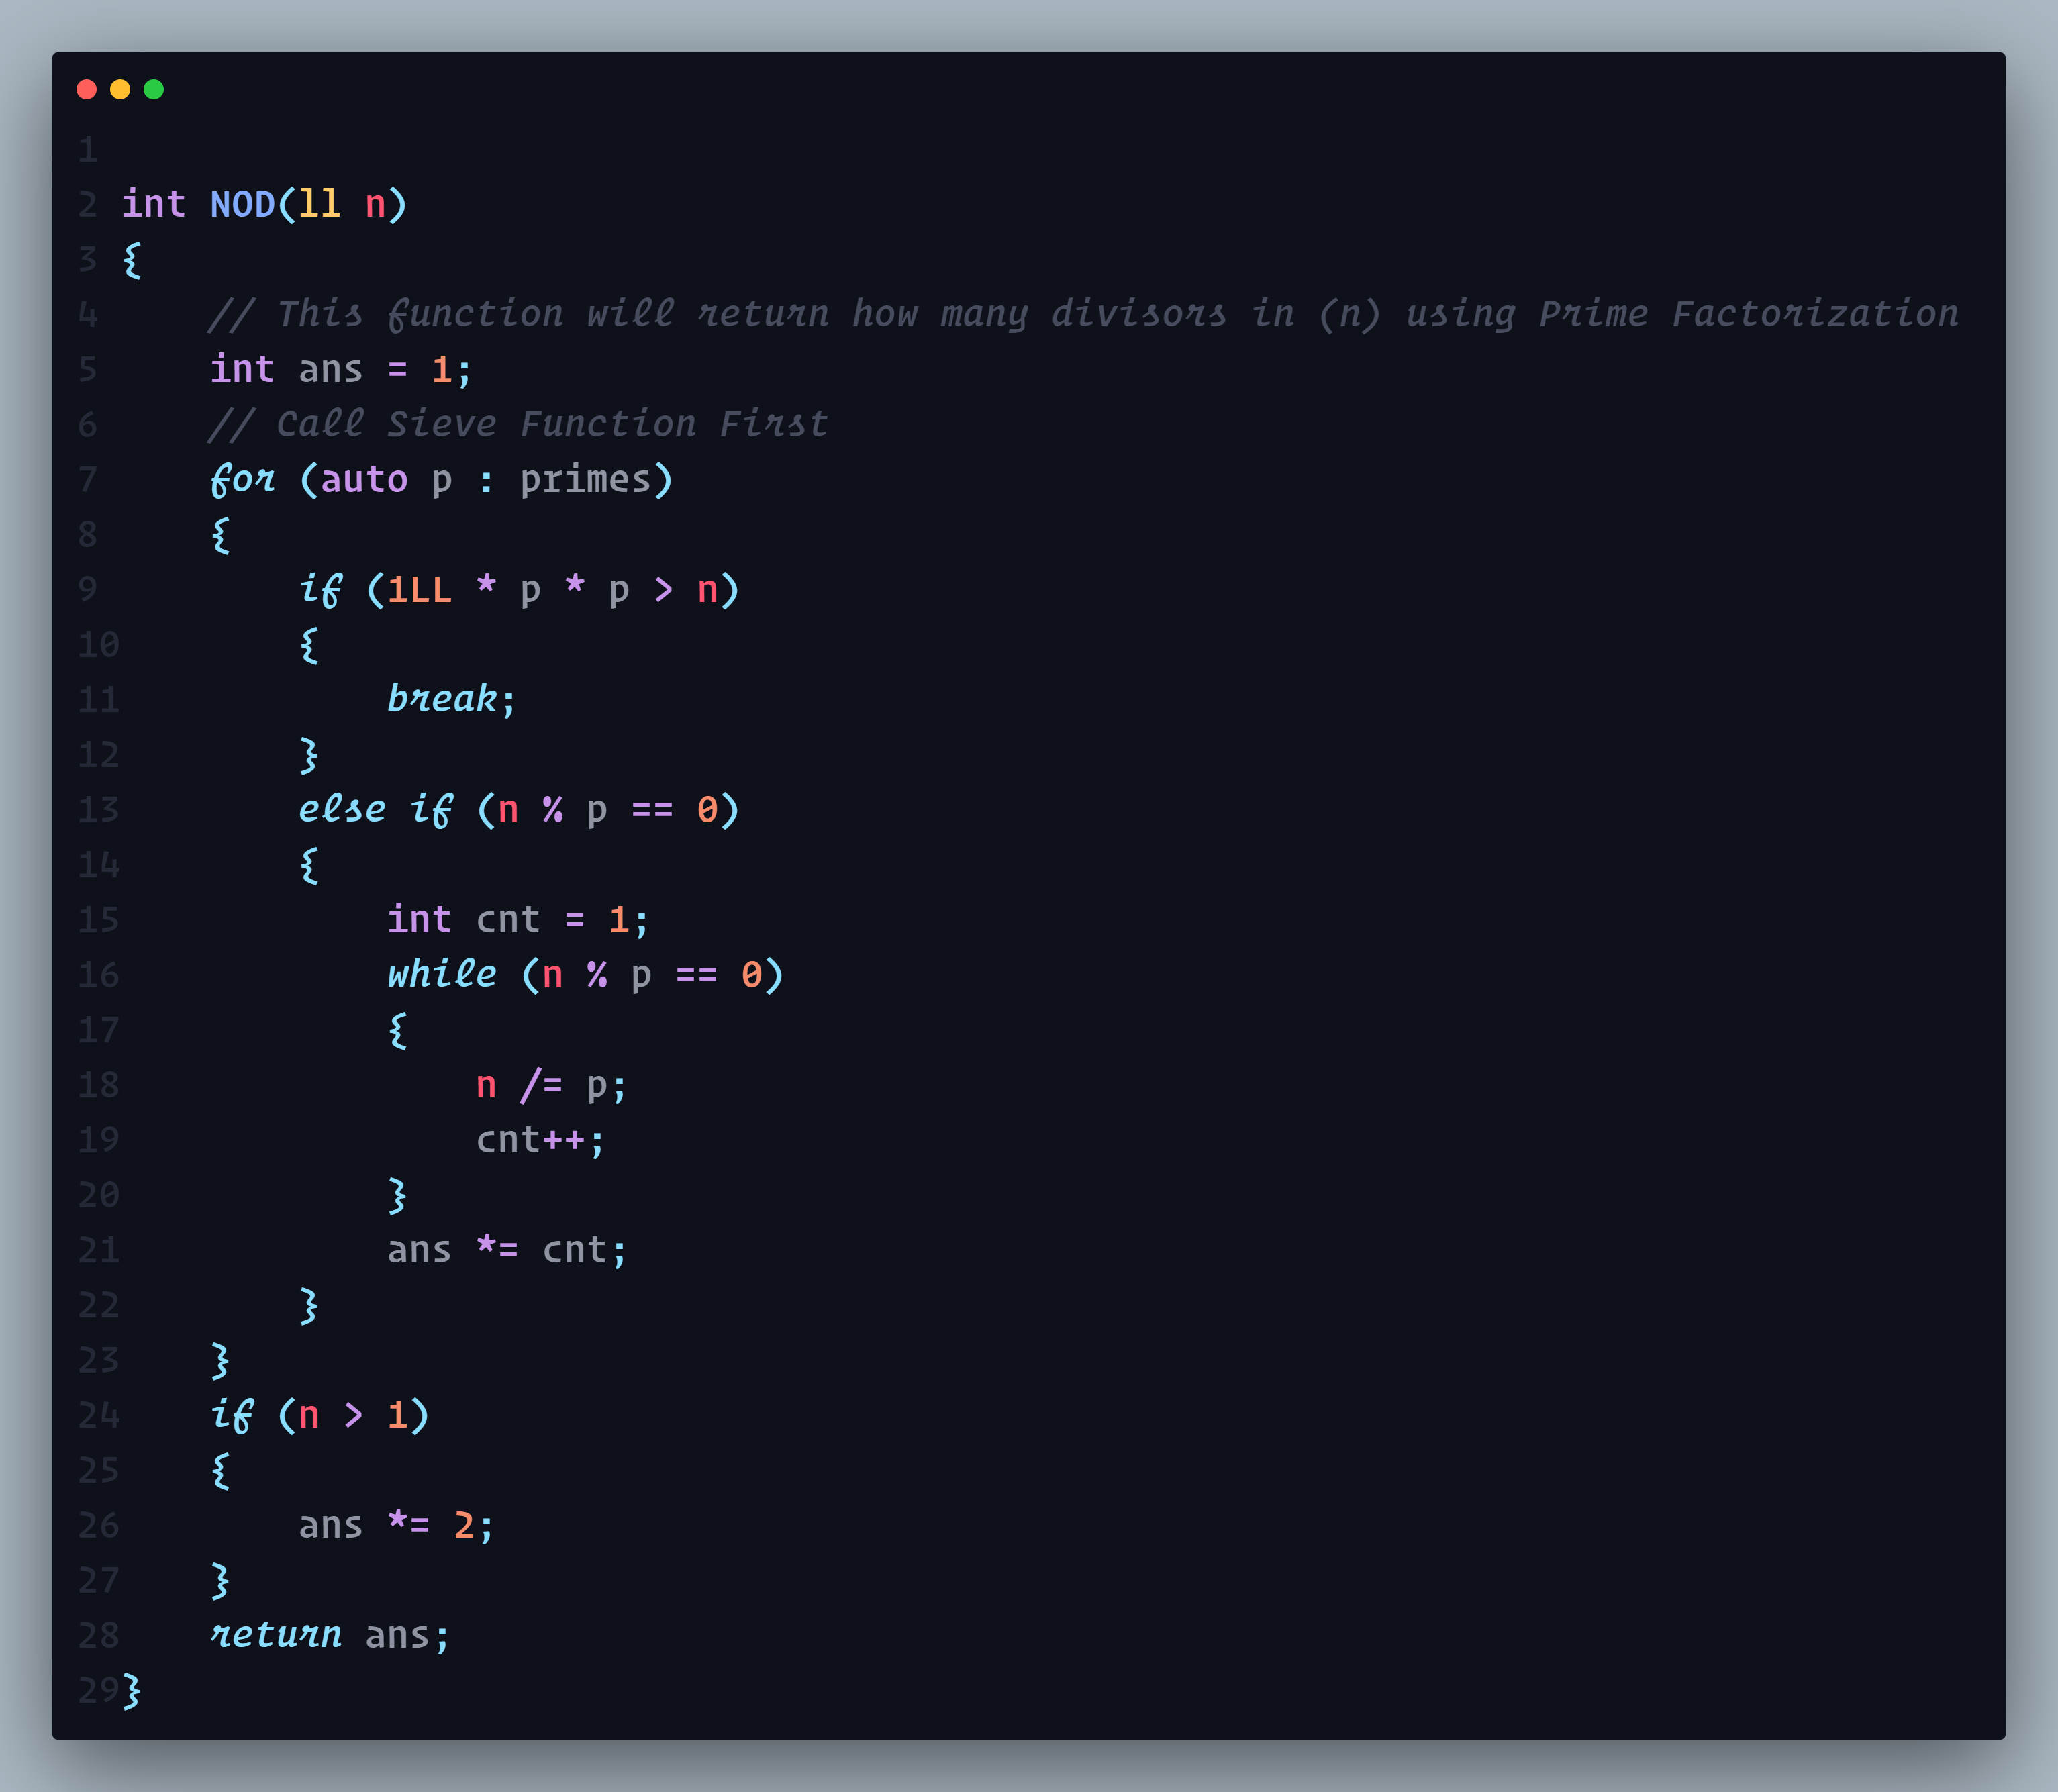 1
2 int NOD(ll n)
3 {
4     // This function will return how many divisors in (n) using Prime Factorization
5     int ans = 1;
6     // Call Sieve Function First
7     for (auto p : primes)
8     {
9         if (1LL * p * p > n)
10         {
11             break;
12         }
13         else if (n % p == 0)
14         {
15             int cnt = 1;
16             while (n % p == 0)
17             {
18                 n /= p;
19                 cnt++;
20             }
21             ans *= cnt;
22         }
23     }
24     if (n > 1)
25     {
26         ans *= 2;
27     }
28     return ans;
29 }